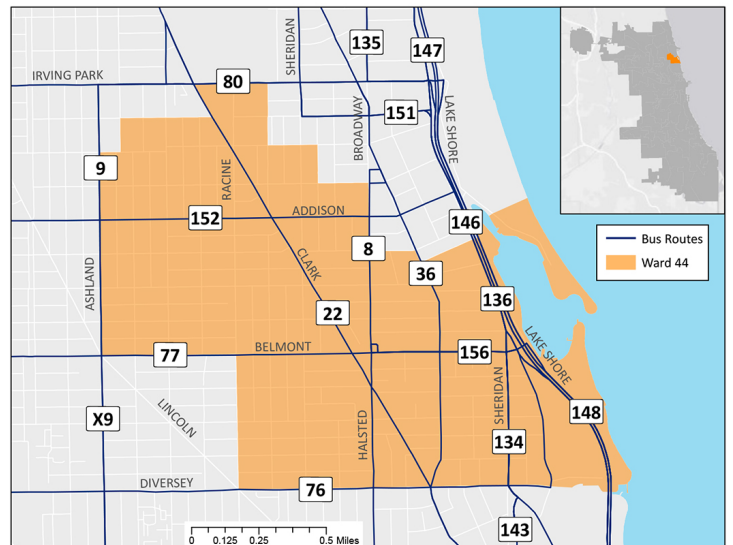 SHERIDAN
135
147
IRVING PARK
80
BROADWAY
151
LAKE SHORE
9
RACINE
152
ADDISON
146
Bus Routes
Ward 44
8
CLARK
36
ASHLAND
136
22
BELMONT
77
156
LAKE SHORE
SHERIDAN
X9
LINCOLN
148
HALSTED
134
DIVERSEY
76
143
0 0.125 0.25 0.5 Miles